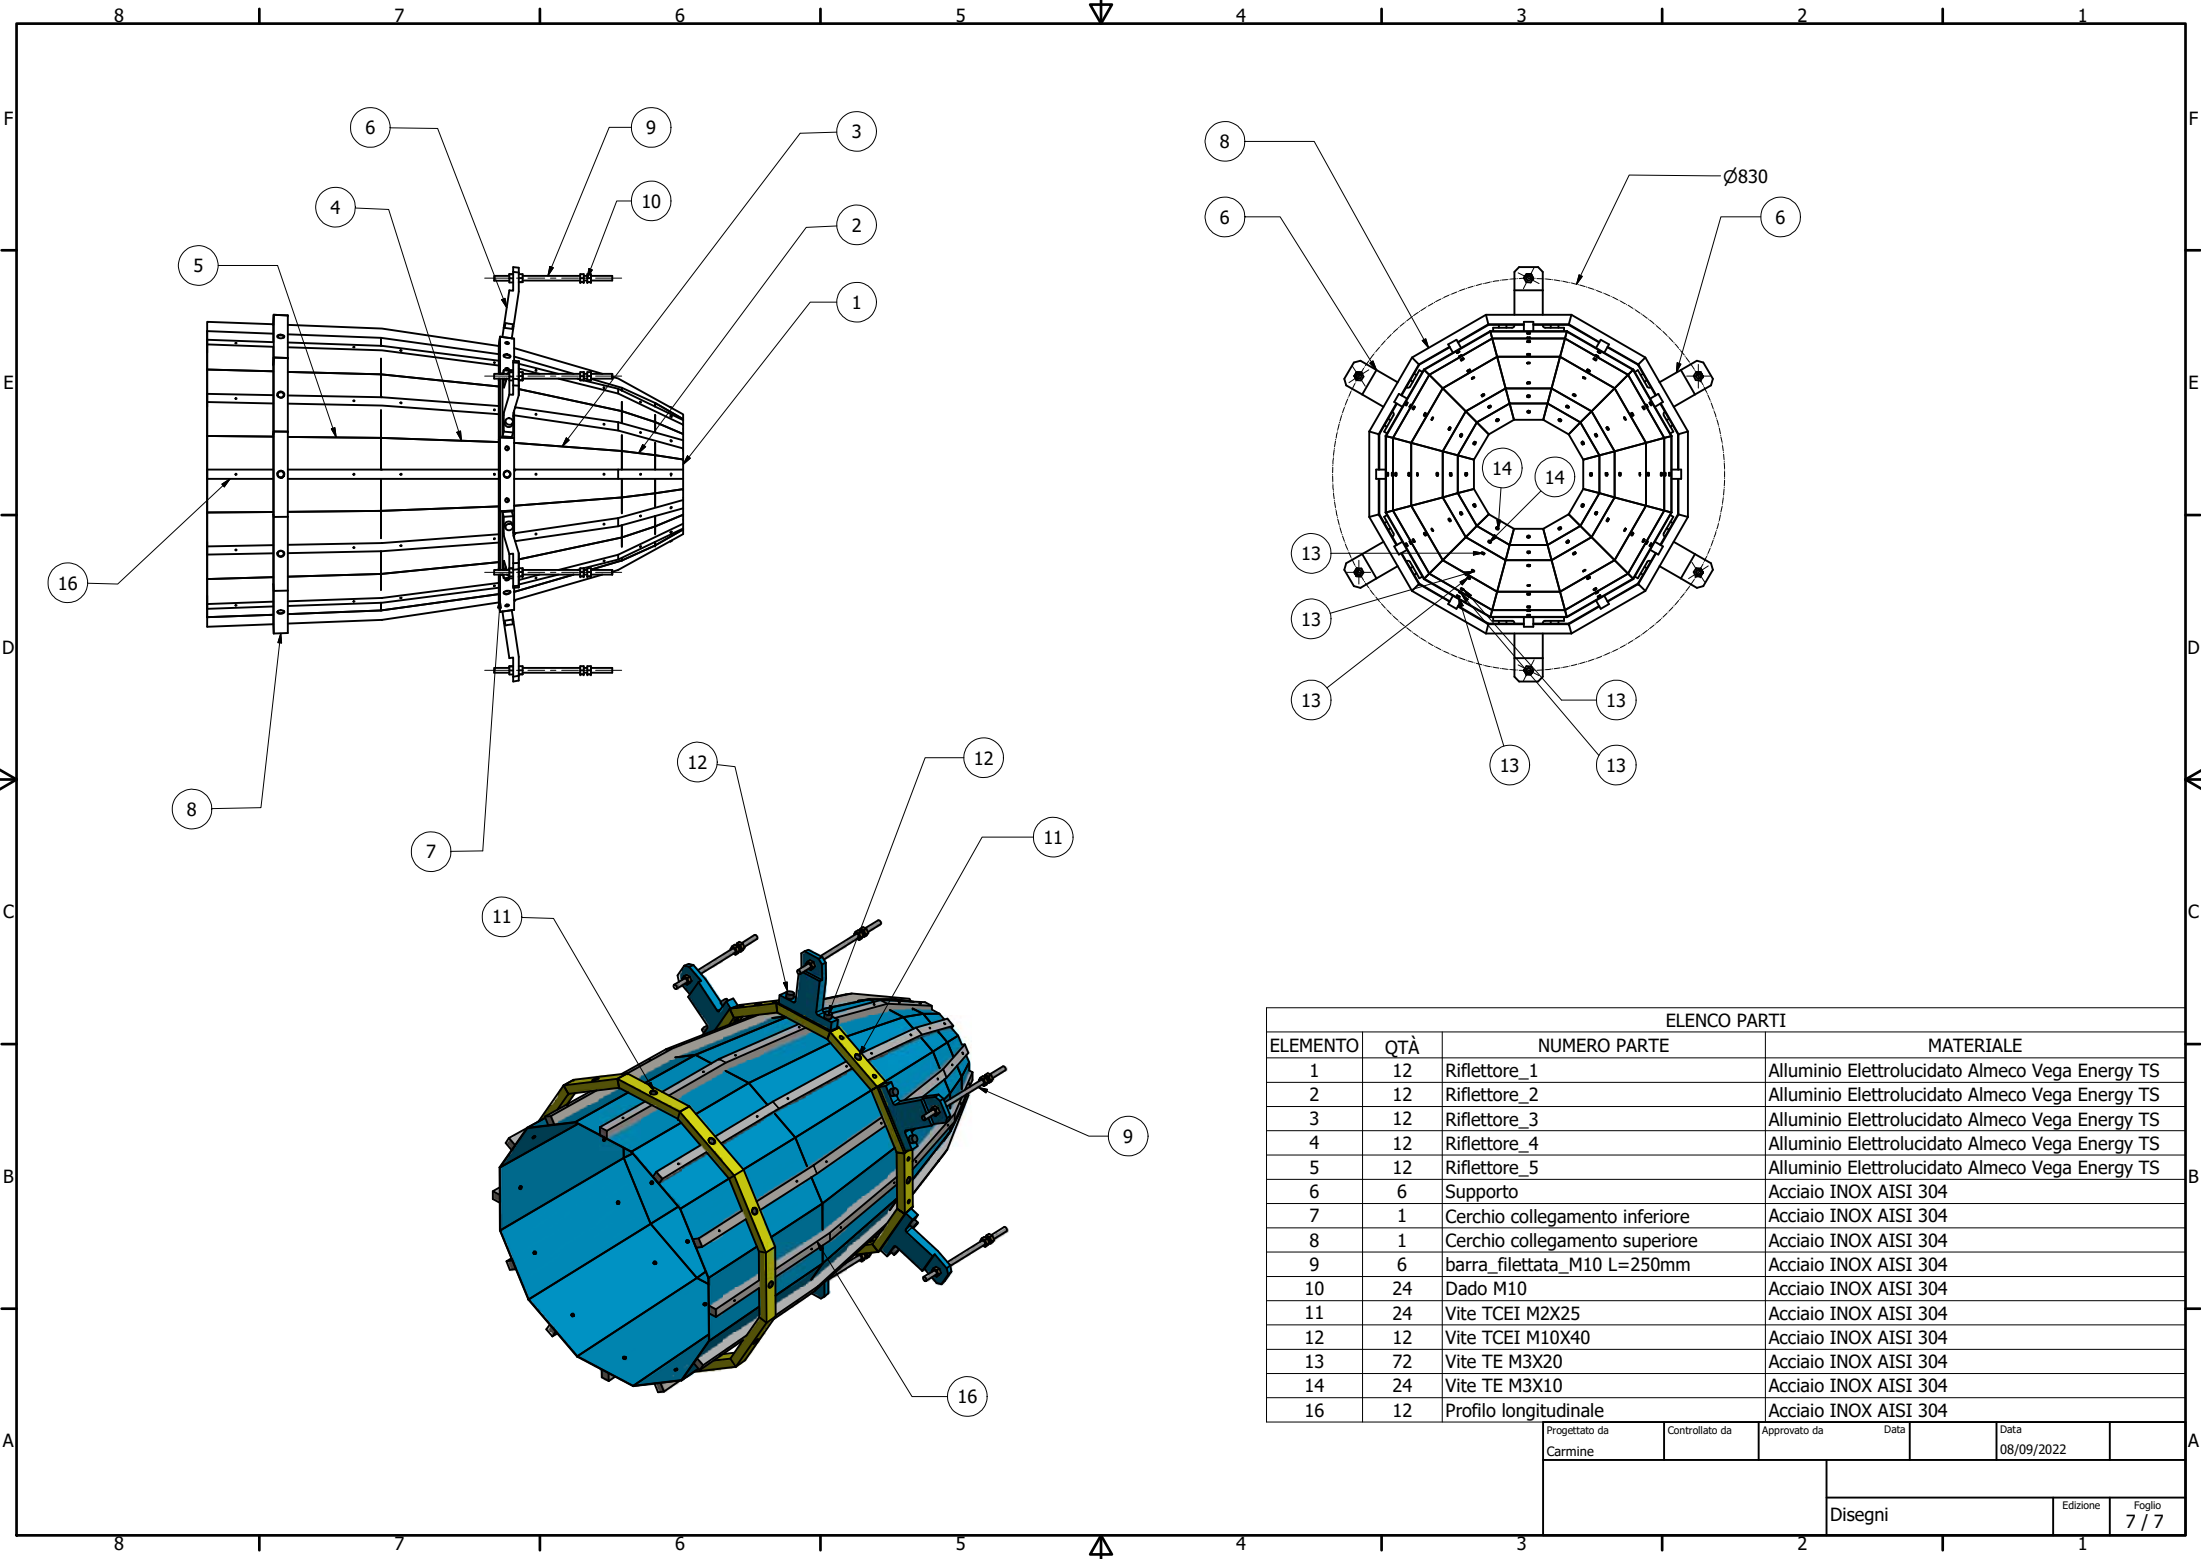 8 7 6 5 4 3 2 1
F F
6 9 3 8
Ø830
4 10 2 6 6
5
1
E E
14 14
13
16
13
D D
13 13
12 12 13 13
8
11
7
11
C C
9
16
ELENCO PARTI
ELEMENTO QTÀ NUMERO PARTE MATERIALE
1 12 Riflettore_1 Alluminio Elettrolucidato Almeco Vega Energy TS
2 12 Riflettore_2 Alluminio Elettrolucidato Almeco Vega Energy TS
3 12 Riflettore_3 Alluminio Elettrolucidato Almeco Vega Energy TS
4 12 Riflettore_4 Alluminio Elettrolucidato Almeco Vega Energy TS
5 12 Riflettore_5 Alluminio Elettrolucidato Almeco Vega Energy TS
B B
6 6 Supporto Acciaio INOX AISI 304
7 1 Cerchio collegamento inferiore Acciaio INOX AISI 304
8 1 Cerchio collegamento superiore Acciaio INOX AISI 304
9 6 barra_filettata_M10 L=250mm Acciaio INOX AISI 304
10 24 Dado M10 Acciaio INOX AISI 304
11 24 Vite TCEI M2X25 Acciaio INOX AISI 304
12 12 Vite TCEI M10X40 Acciaio INOX AISI 304
13 72 Vite TE M3X20 Acciaio INOX AISI 304
14 24 Vite TE M3X10 Acciaio INOX AISI 304
16 12 Profilo longitudinale Acciaio INOX AISI 304
A A
Progettato da Controllato da Approvato da Data Data
Carmine 08/09/2022
Disegni Edizione Foglio
7 / 7
8 7 6 5 4 3 2 1